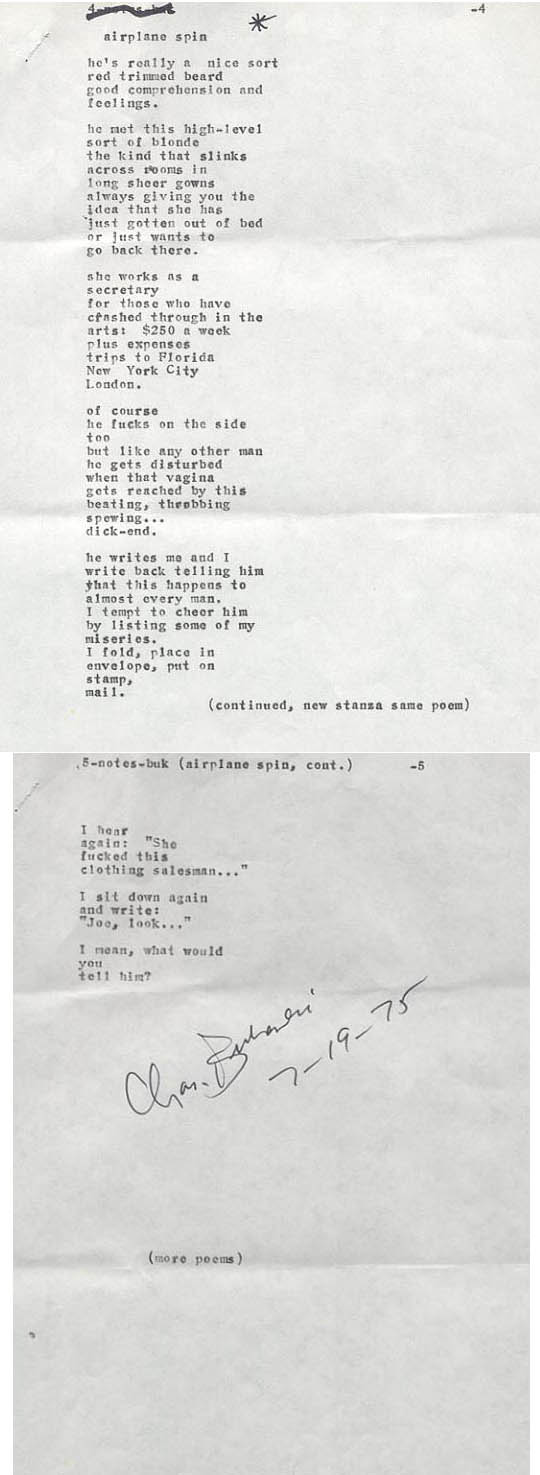 4-notes-buk
-4
airplane spin
he's really a nice sort
red trimmed beard
good comprehension and
feelings.
he met this high-level
sort of blonde
the kind that slinks
across rooms in
long sheer gowns
always giving you the
idea that she has
just gotten out of bed
or just wants to
go back there.
she works as a
secretary
for those who have
crashed through in the
arts: $250 a week
plus expenses
trips to Florida
New York City
London.
of course
he fucks on the side
too
but like any other man
he gets disturbed
when that vagina
gets reached by this
beating, throbbing
spewing...
dick-end.
he writes me and I
write back telling him
that this happens to
almost every man.
I tempt to cheer him
by listing some of my
miseries.
I fold, place in
envelope, put on
stamp,
mail.
(continued, new stanza same poem)
5-notes-buk (airplane spin, cont.)
-5
I hear
again: "She
fucked this
clothing salesman..."
I sit down again
and write:
"Joe, look..."
I mean, what would
you
tell him?
Chas. Bukowski
7-19-75
(more poems)